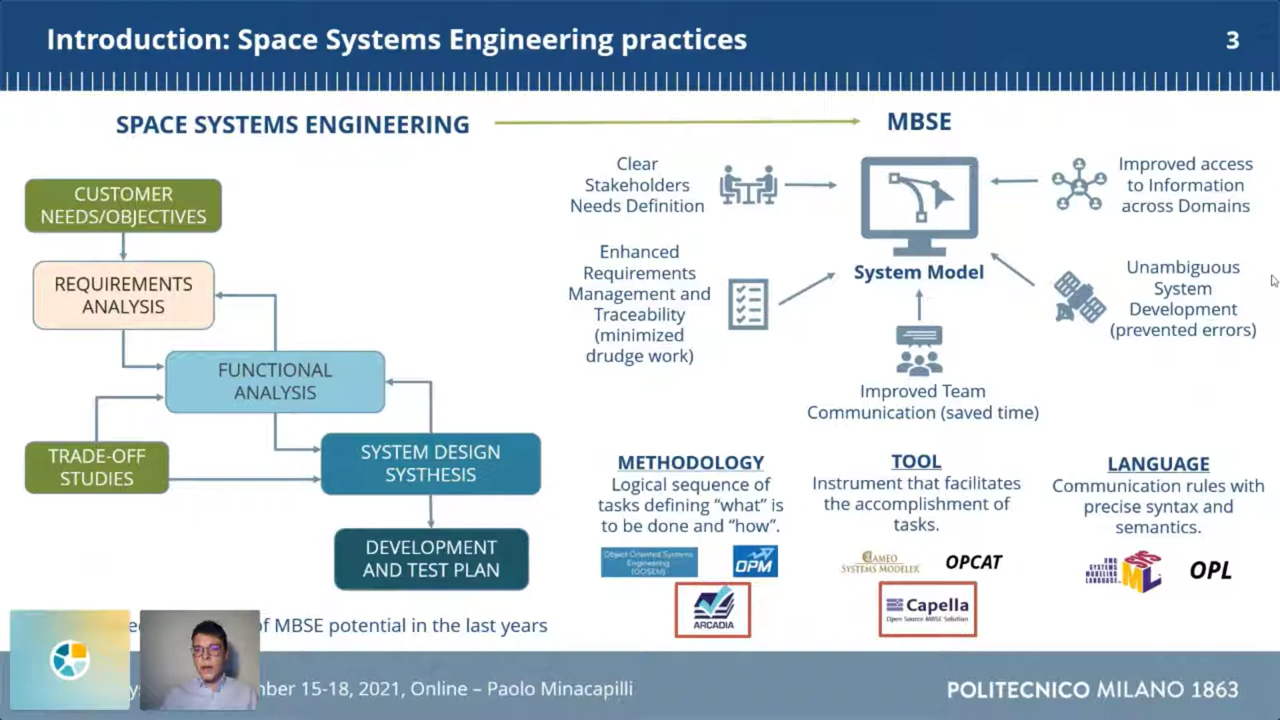 Introduction: Space Systems Engineering practices
3
SPACE SYSTEMS ENGINEERING
MBSE
CUSTOMER
NEEDS/OBJECTIVES
REQUIREMENTS
ANALYSIS
FUNCTIONAL
ANALYSIS
TRADE-OFF
STUDIES
SYSTEM DESIGN
SYSTHESIS
DEVELOPMENT
AND TEST PLAN
Clear
Stakeholders
Needs Definition
Enhanced
Requirements
Management and
Traceability
(minimized
drudge work)
System Model
Improved access
to Information
across Domains
Unambiguous
System
Development
(prevented errors)
Improved Team
Communication (saved time)
METHODOLOGY
Logical sequence of
tasks defining “what” is
to be done and “how”.
Object Oriented Systems
Engineering
(OOSEM)
OPM
ARCADIA
TOOL
Instrument that facilitates
the accomplishment of
tasks.
CAMEO
SYSTEMS MODELER
OPCAT
Capella
Open Source MBSE Solution
LANGUAGE
Communication rules with
precise syntax and
semantics.
OMG
SYSTEMS
MODELING
LANGUAGE
SYSML
OPL
of MBSE potential in the last years
15-18, 2021, Online – Paolo Minacapilli
POLITECNICO MILANO 1863